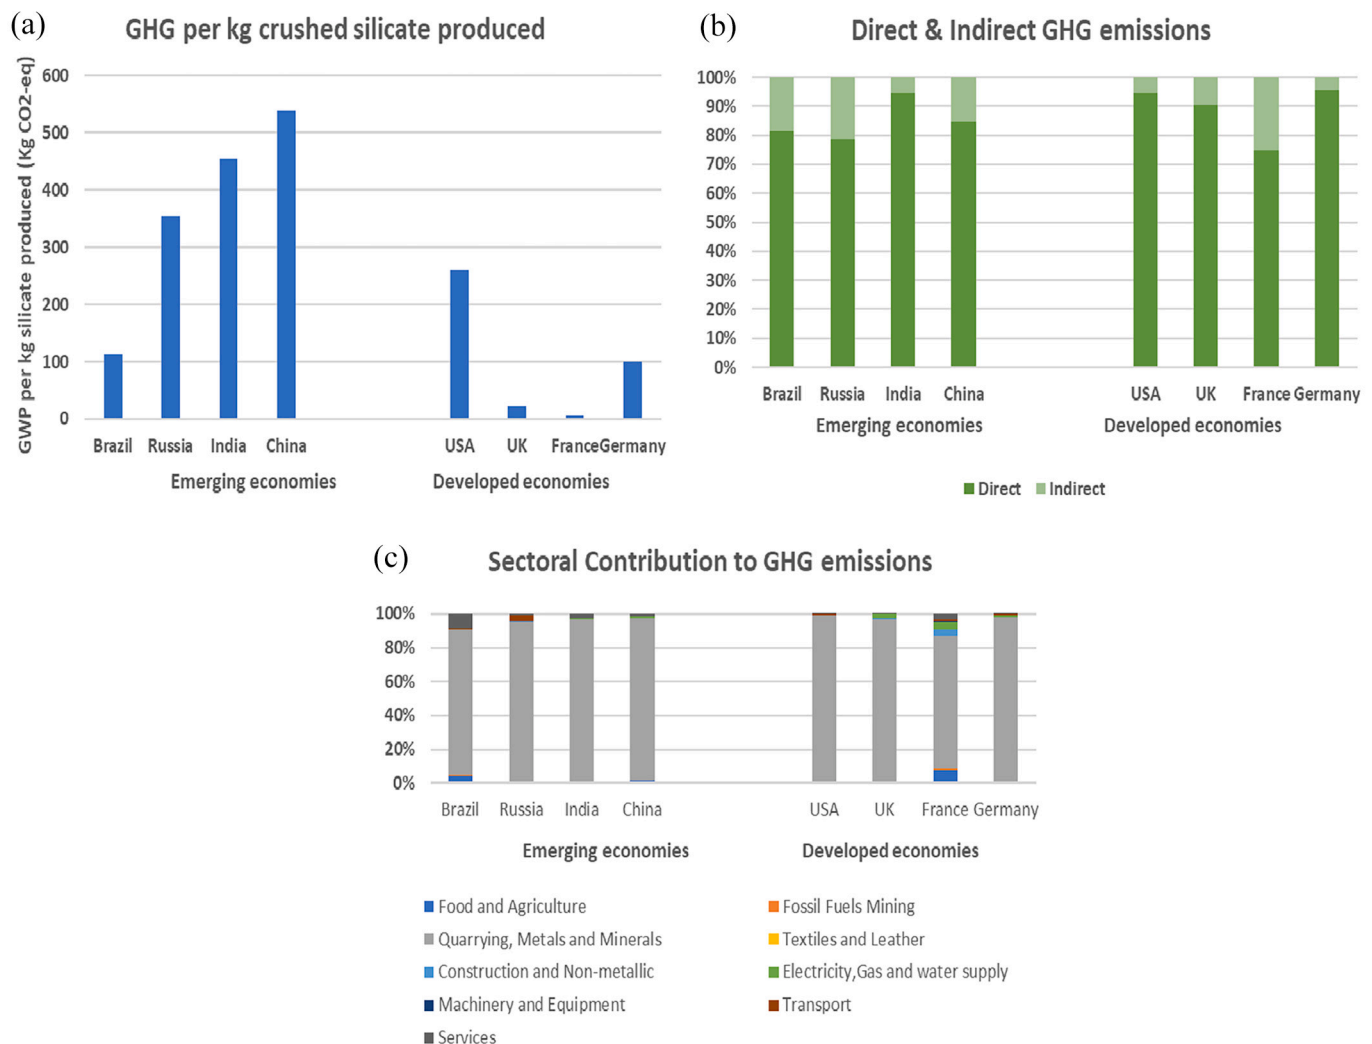 (a)
GHG per kg crushed silicate produced
GWP per kg silicate produced (Kg CO2-eq)
600
500
400
300
200
100
0
Brazil Russia India China USA UK France Germany
Emerging economies Developed economies
(b)
Direct & Indirect GHG emissions
100%
90%
80%
70%
60%
50%
40%
30%
20%
10%
0%
Brazil Russia India China USA UK France Germany
Emerging economies Developed economies
Direct Indirect
(c)
Sectoral Contribution to GHG emissions
100%
80%
60%
40%
20%
0%
Brazil Russia India China USA UK France Germany
Emerging economies Developed economies
Food and Agriculture Fossil Fuels Mining
Quarrying, Metals and Minerals Textiles and Leather
Construction and Non-metallic Electricity,Gas and water supply
Machinery and Equipment Transport
Services